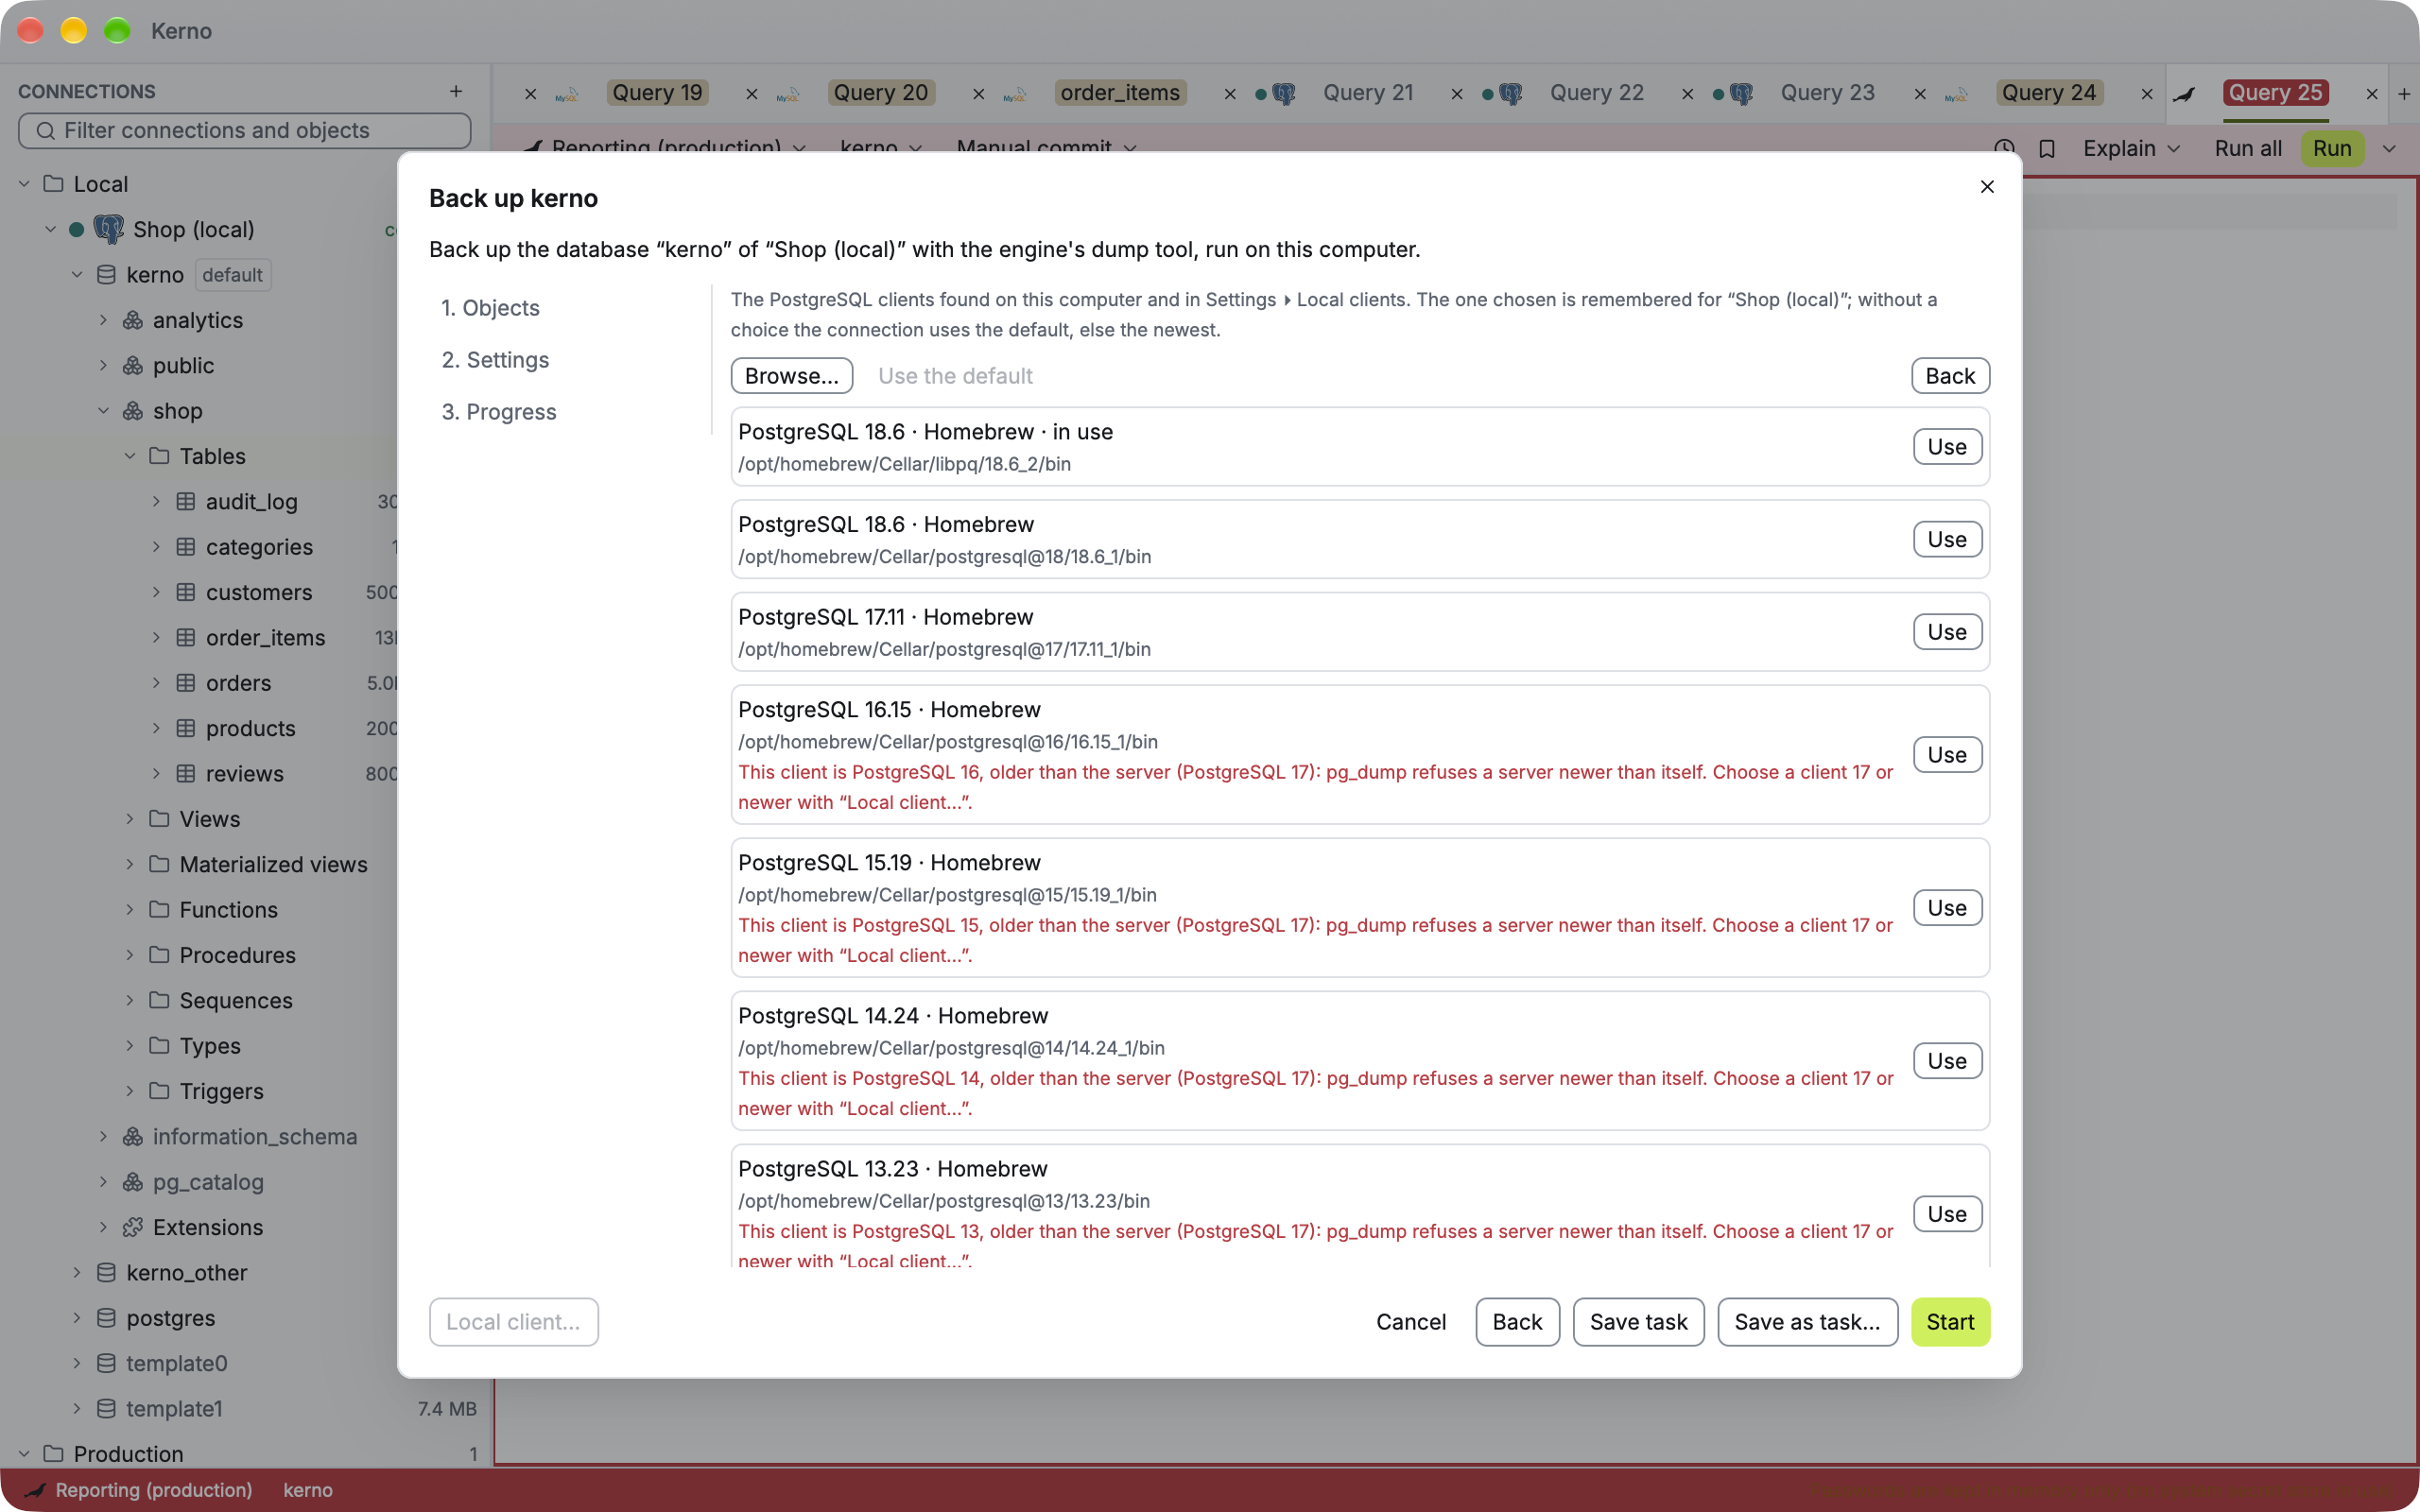 Kerno
CONNECTIONS
Filter connections and objects
Query 19
Query 20
order_items
Query 21
Query 22
Query 23
Query 24
Query 25
Reporting (production)
kerno
Manual commit
Explain
Run all
Run
Local
Shop (local)
kerno default
analytics
public
shop
Tables
audit_log
categories
customers
order_items
orders
products
reviews
Views
Materialized views
Functions
Procedures
Sequences
Types
Triggers
information_schema
pg_catalog
Extensions
kerno_other
postgres
template0
template1 7.4 MB
Production 1
Back up kerno
Back up the database “kerno” of “Shop (local)” with the engine's dump tool, run on this computer.
1. Objects
2. Settings
3. Progress
The PostgreSQL clients found on this computer and in Settings ▸ Local clients. The one chosen is remembered for “Shop (local)”; without a
choice the connection uses the default, else the newest.
Browse... Use the default Back
PostgreSQL 18.6 · Homebrew · in use
/opt/homebrew/Cellar/libpq/18.6_2/bin
Use
PostgreSQL 18.6 · Homebrew
/opt/homebrew/Cellar/postgresql@18/18.6_1/bin
Use
PostgreSQL 17.11 · Homebrew
/opt/homebrew/Cellar/postgresql@17/17.11_1/bin
Use
PostgreSQL 16.15 · Homebrew
/opt/homebrew/Cellar/postgresql@16/16.15_1/bin
This client is PostgreSQL 16, older than the server (PostgreSQL 17): pg_dump refuses a server newer than itself. Choose a client 17 or
newer with “Local client...”.
Use
PostgreSQL 15.19 · Homebrew
/opt/homebrew/Cellar/postgresql@15/15.19_1/bin
This client is PostgreSQL 15, older than the server (PostgreSQL 17): pg_dump refuses a server newer than itself. Choose a client 17 or
newer with “Local client...”.
Use
PostgreSQL 14.24 · Homebrew
/opt/homebrew/Cellar/postgresql@14/14.24_1/bin
This client is PostgreSQL 14, older than the server (PostgreSQL 17): pg_dump refuses a server newer than itself. Choose a client 17 or
newer with “Local client...”.
Use
PostgreSQL 13.23 · Homebrew
/opt/homebrew/Cellar/postgresql@13/13.23/bin
This client is PostgreSQL 13, older than the server (PostgreSQL 17): pg_dump refuses a server newer than itself. Choose a client 17 or
newer with “Local client...”.
Use
Local client... Cancel Back Save task Save as task... Start
Reporting (production) kerno